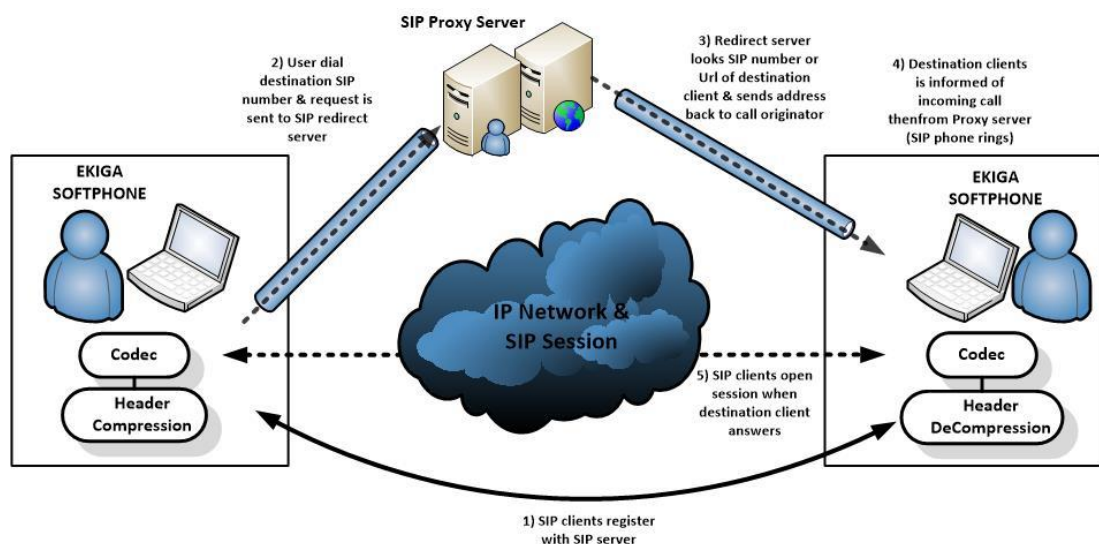 SIP Proxy Server
2) User dial
destination SIP
number & request is
sent to SIP redirect
server
3) Redirect server
looks SIP number or
Url of destination
client & sends address
back to call originator
4) Destination clients
is informed of
incoming call
thenfrom Proxy server
(SIP phone rings)
EKIGA
SOFTPHONE
Codec
Header
Compression
IP Network &
SIP Session
EKIGA
SOFTPHONE
Codec
Header
DeCompression
5) SIP clients open
session when
destination client
answers
1) SIP clients register
with SIP server